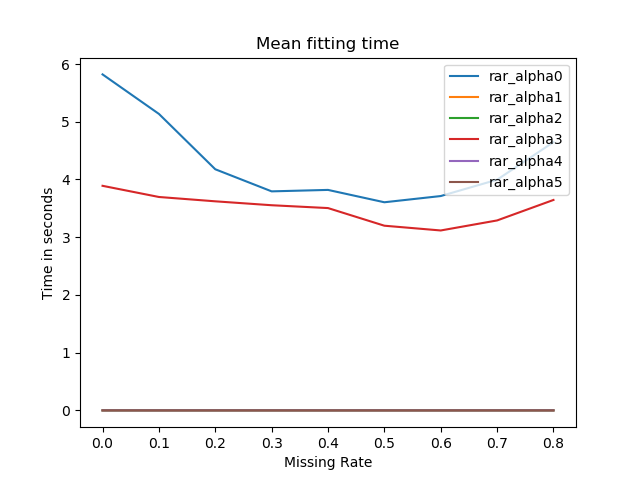 Mean fitting time
rar_alpha0
rar_alpha1
rar_alpha2
rar_alpha3
rar_alpha4
rar_alpha5
Time in seconds
6
5
4
3
2
1
0
0.0 0.1 0.2 0.3 0.4 0.5 0.6 0.7 0.8
Missing Rate